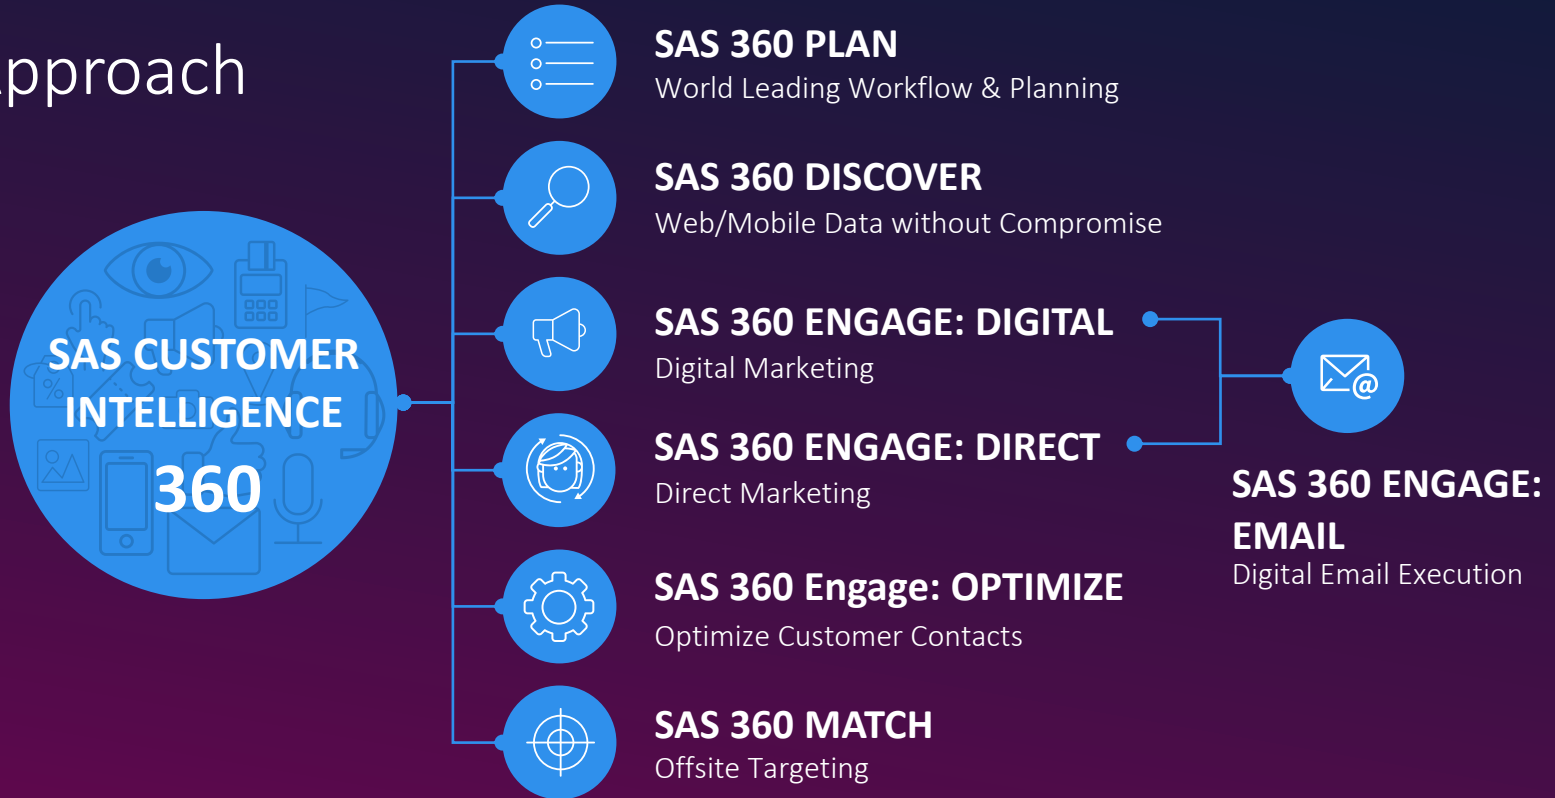 pproach
SAS CUSTOMER
INTELLIGENCE
360
SAS 360 PLAN
World Leading Workflow & Planning
SAS 360 DISCOVER
Web/Mobile Data without Compromise
SAS 360 ENGAGE: DIGITAL
Digital Marketing
SAS 360 ENGAGE: DIRECT
Direct Marketing
SAS 360 Engage: OPTIMIZE
Optimize Customer Contacts
SAS 360 MATCH
Offsite Targeting
@
SAS 360 ENGAGE:
EMAIL
Digital Email Execution